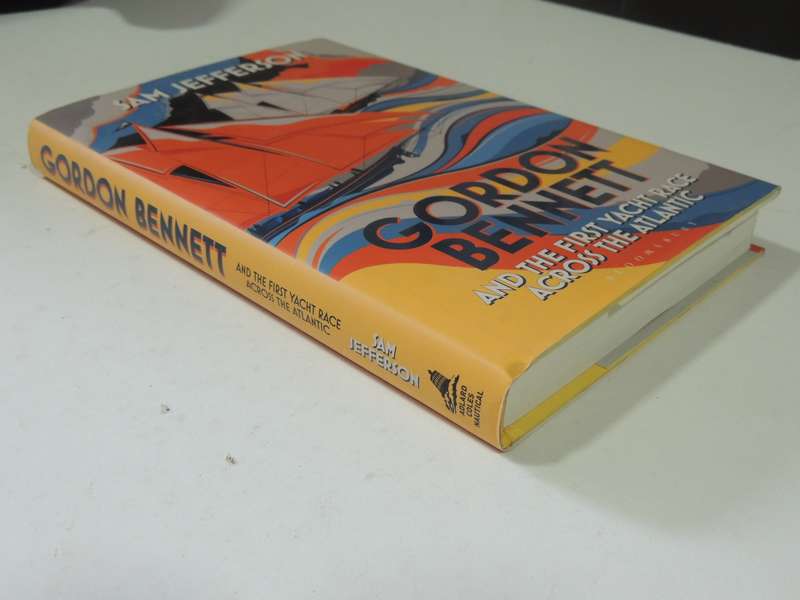 SAM JEFFERSON
GORDON
BENNETT
AND THE FIRST YACHT RACE
ACROSS THE ATLANTIC
BLOOMSBURY
GORDON BENNETT
AND THE FIRST YACHT RACE
ACROSS THE ATLANTIC
SAM
JEFFERSON
ADLARD
COLES
NAUTICAL